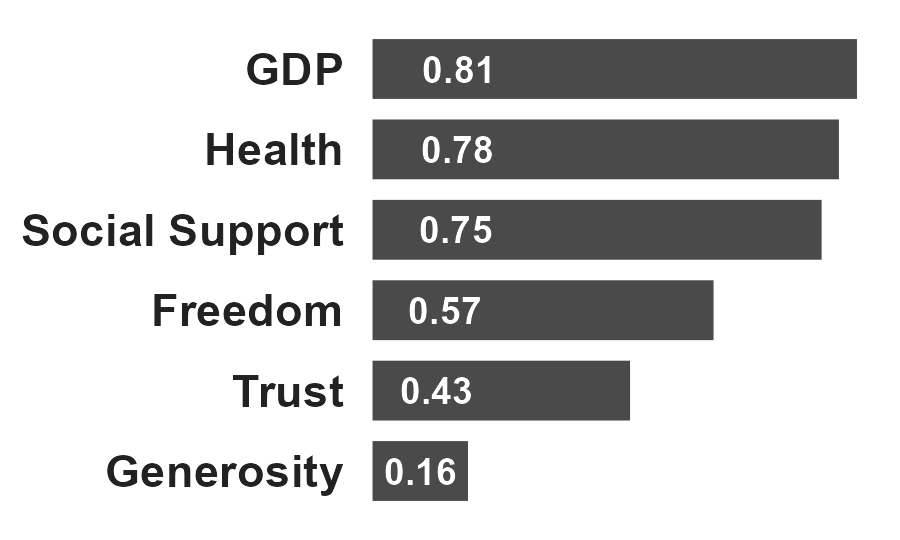 GDP 0.81
Health 0.78
Social Support 0.75
Freedom 0.57
Trust 0.43
Generosity 0.16